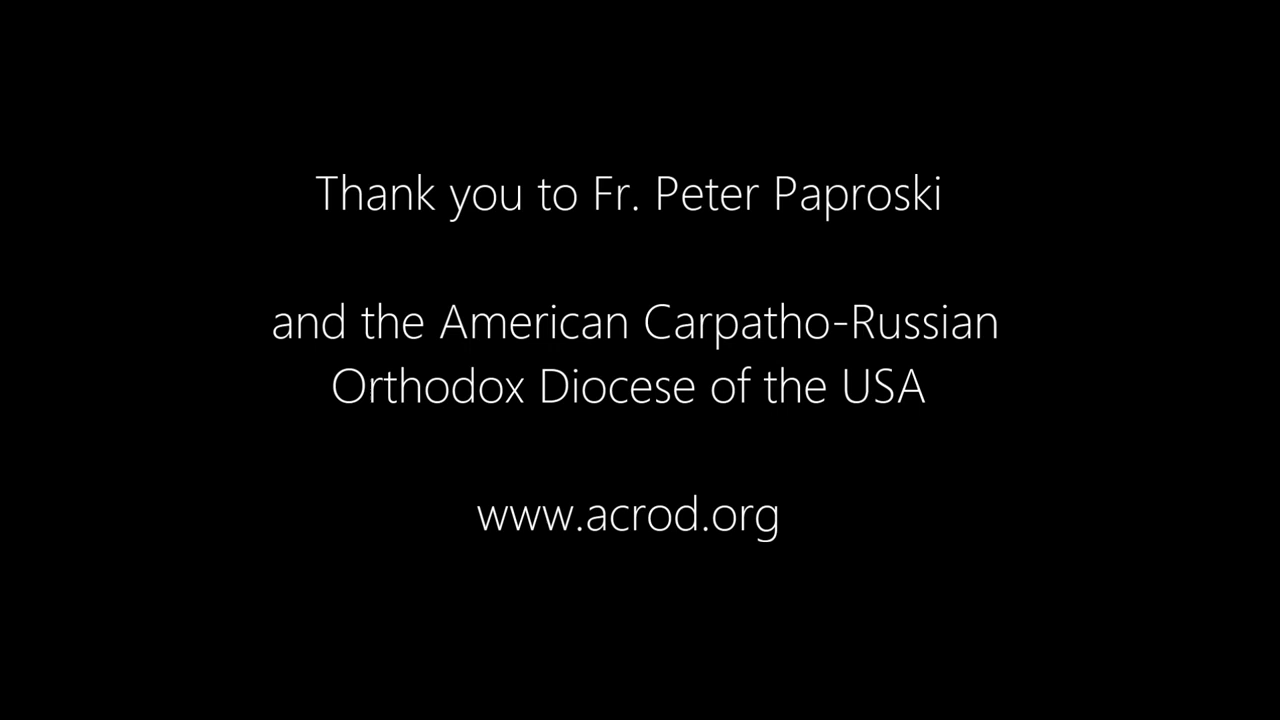 Thank you to Fr. Peter Paproski
and the American Carpatho-Russian
Orthodox Diocese of the USA
www.acrod.org